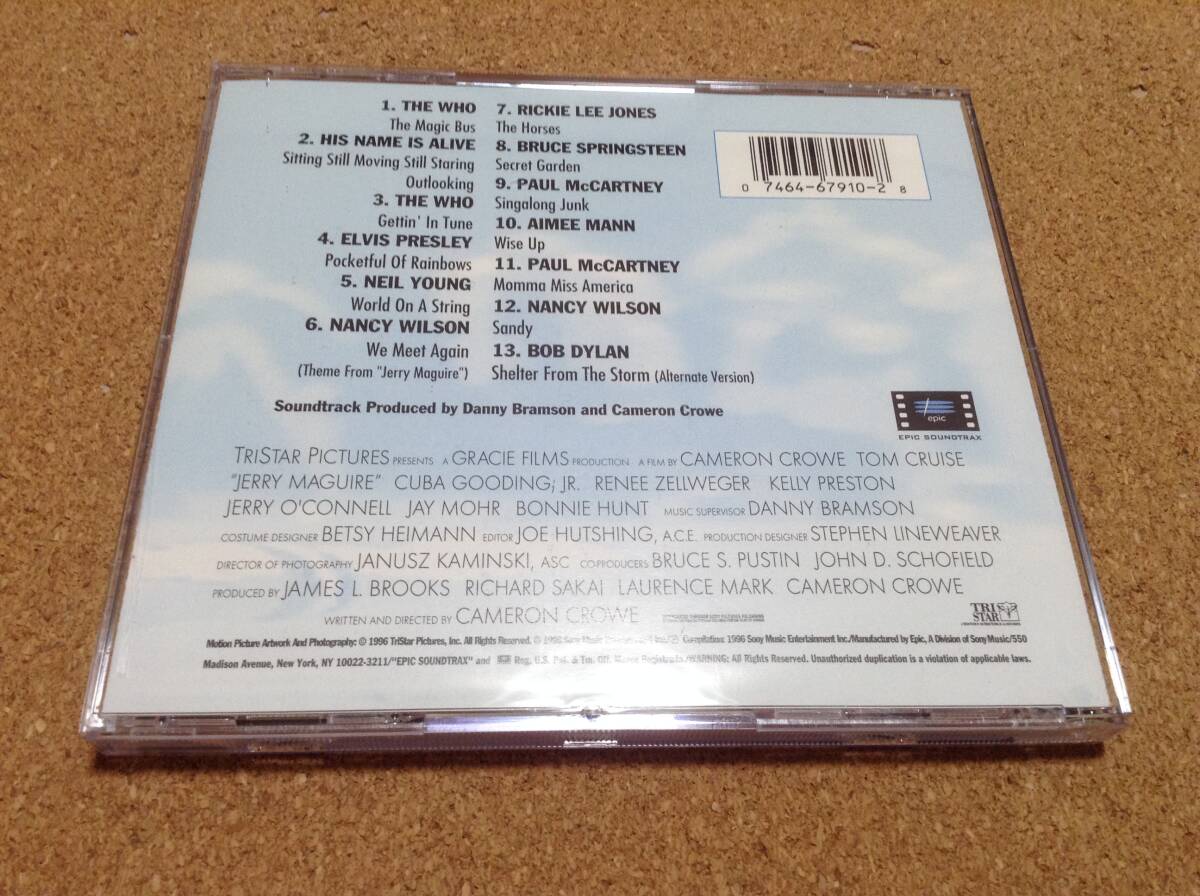 1. THE WHO
The Magic Bus
2. HIS NAME IS ALIVE
Sitting Still Moving Still Staring
Outlooking
3. THE WHO
Gettin' In Tune
4. ELVIS PRESLEY
Pocketful Of Rainbows
5. NEIL YOUNG
World On A String
6. NANCY WILSON
We Meet Again
(Theme From "Jerry Maguire")
7. RICKIE LEE JONES
The Horses
8. BRUCE SPRINGSTEEN
Secret Garden
9. PAUL McCARTNEY
Singalong Junk
10. AIMEE MANN
Wise Up
11. PAUL McCARTNEY
Momma Miss America
12. NANCY WILSON
Sandy
13. BOB DYLAN
Shelter From The Storm (Alternate Version)
0 7464-67910-2 8
Soundtrack Produced by Danny Bramson and Cameron Crowe
epic
EPIC SOUNDTRAX
TRISTAR PICTURES PRESENTS A GRACIE FILMS PRODUCTION A FILM BY CAMERON CROWE TOM CRUISE
"JERRY MAGUIRE" CUBA GOODING, JR. RENEE ZELLWEGER KELLY PRESTON
JERRY O'CONNELL JAY MOHR BONNIE HUNT MUSIC SUPERVISOR DANNY BRAMSON
COSTUME DESIGNER BETSY HEIMANN EDITOR JOE HUTSHING, A.C.E. PRODUCTION DESIGNER STEPHEN LINEWEAVER
DIRECTOR OF PHOTOGRAPHY JANUSZ KAMINSKI, ASC CO-PRODUCERS BRUCE S. PUSTIN JOHN D. SCHOFIELD
PRODUCED BY JAMES L. BROOKS RICHARD SAKAI LAURENCE MARK CAMERON CROWE
WRITTEN AND DIRECTED BY CAMERON CROWE
TRI STAR
Motion Picture Artwork And Photography: © 1996 TriStar Pictures, Inc. All Rights Reserved. © 1996 Sony Music Compilation: 1996 Sony Music Entertainment Inc./Manufactured by Epic, A Division of Sony Music/550
Madison Avenue, New York, NY 10022-3211/"EPIC SOUNDTRAX" and Reg. U.S. Pat. & Tm. Off. Marca Registrada./WARNING: All Rights Reserved. Unauthorized duplication is a violation of applicable laws.